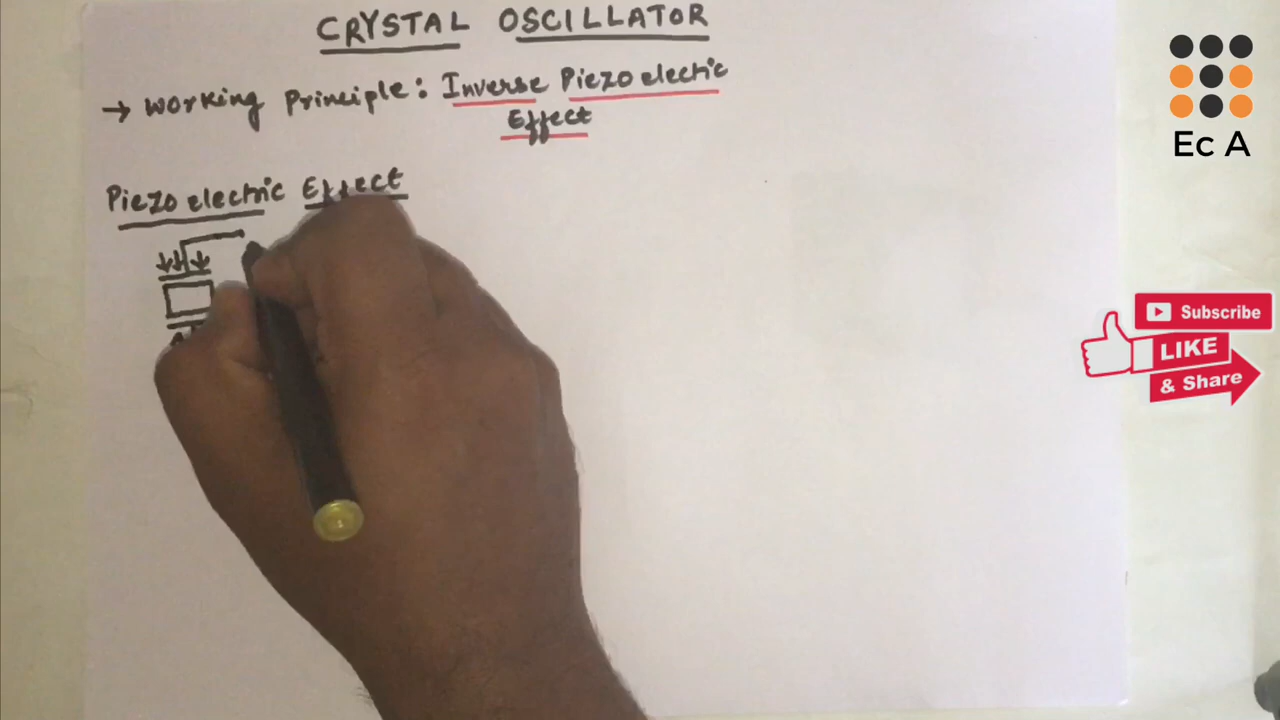 CRYSTAL OSCILLATOR
→ Working Principle: Inverse Piezo electric
Effect
Piezo electric Effect
Ec A
Subscribe
LIKE
& Share